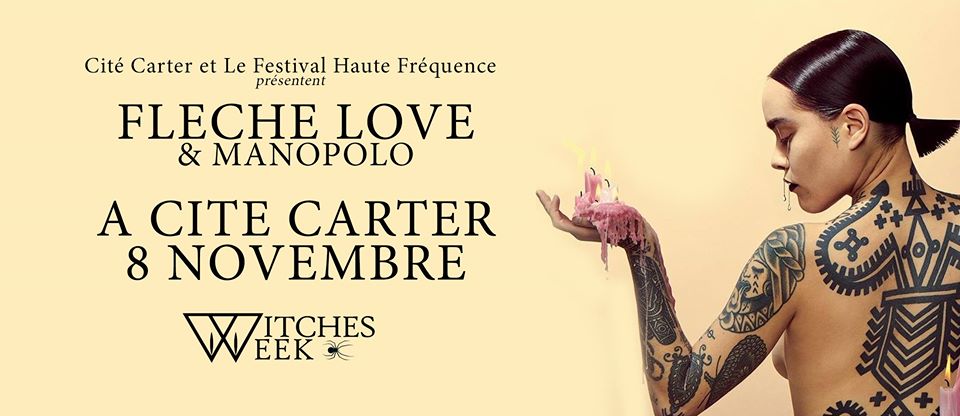 Cité Carter et Le Festival Haute Fréquence
présentent
FLECHE LOVE
& MANOPOLO
A CITE CARTER
8 NOVEMBRE
WITCHES
WEEK